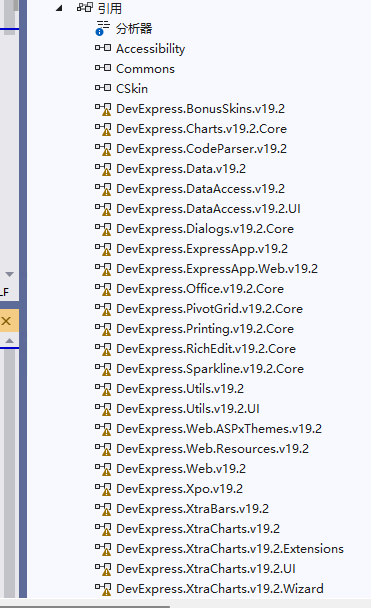 引用
分析器
Accessibility
Commons
CSkin
DevExpress.BonusSkins.v19.2
DevExpress.Charts.v19.2.Core
DevExpress.CodeParser.v19.2
DevExpress.Data.v19.2
DevExpress.DataAccess.v19.2
DevExpress.DataAccess.v19.2.UI
DevExpress.Dialogs.v19.2.Core
DevExpress.ExpressApp.v19.2
DevExpress.ExpressApp.Web.v19.2
DevExpress.Office.v19.2.Core
DevExpress.PivotGrid.v19.2.Core
DevExpress.Printing.v19.2.Core
DevExpress.RichEdit.v19.2.Core
DevExpress.Sparkline.v19.2.Core
DevExpress.Utils.v19.2
DevExpress.Utils.v19.2.UI
DevExpress.Web.ASPxThemes.v19.2
DevExpress.Web.Resources.v19.2
DevExpress.Web.v19.2
DevExpress.Xpo.v19.2
DevExpress.XtraBars.v19.2
DevExpress.XtraCharts.v19.2
DevExpress.XtraCharts.v19.2.Extensions
DevExpress.XtraCharts.v19.2.UI
DevExpress.XtraCharts.v19.2.Wizard
LF